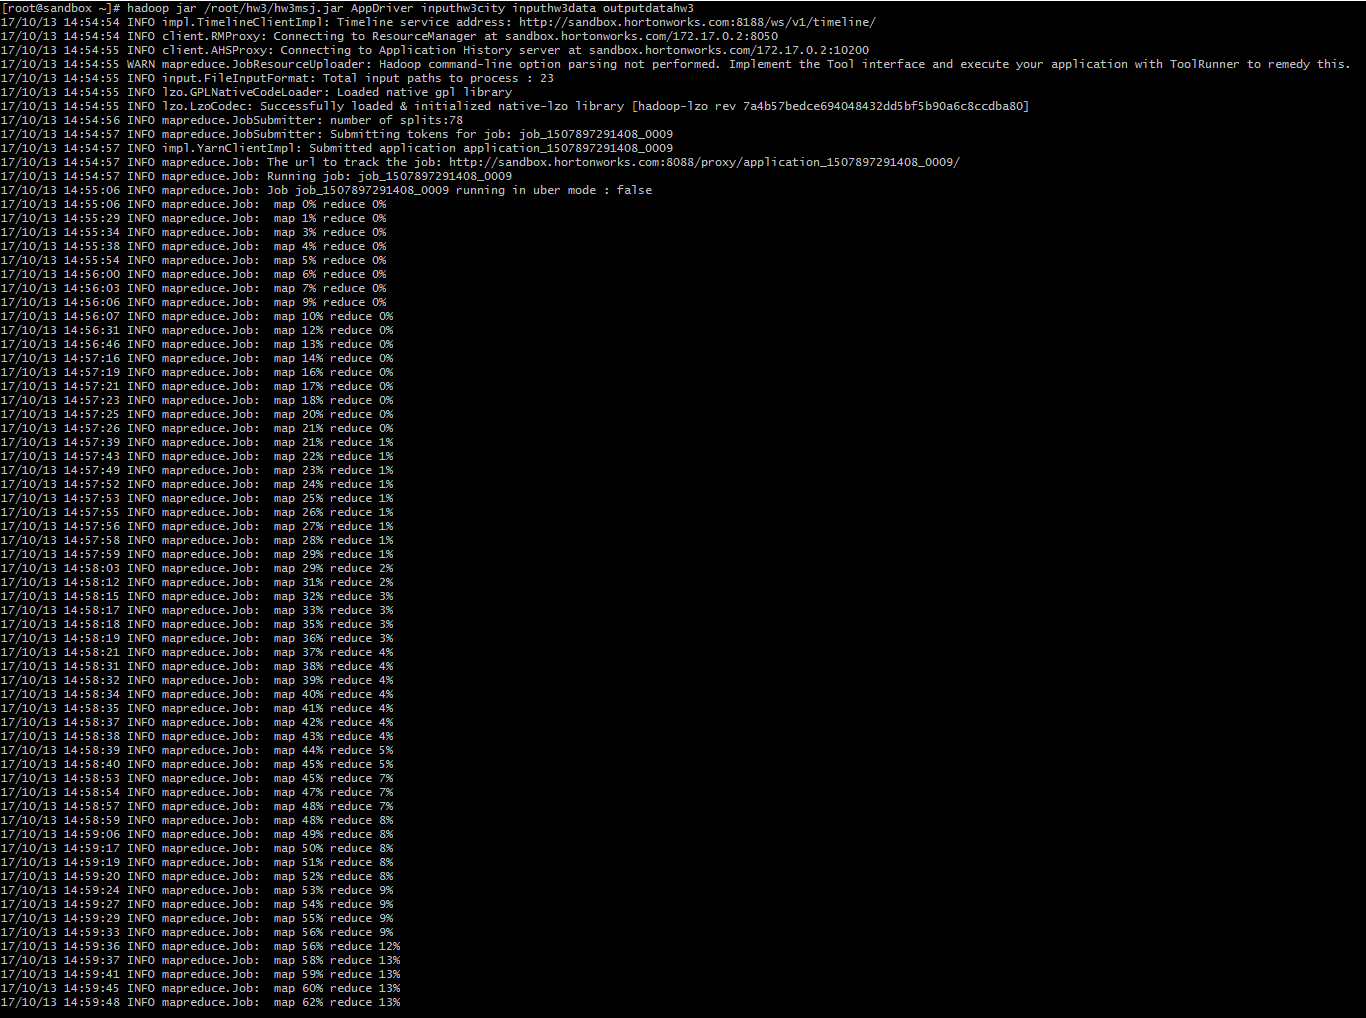 [root@sandbox ~]# hadoop jar /root/hw3/hw3msj.jar AppDriver inputhw3city inputhw3data outputdatahw3
17/10/13 14:54:54 INFO impl.TimelineClientImpl: Timeline service address: http://sandbox.hortonworks.com:8188/ws/v1/timeline/
17/10/13 14:54:54 INFO client.RMProxy: Connecting to ResourceManager at sandbox.hortonworks.com/172.17.0.2:8050
17/10/13 14:54:55 INFO client.AHSProxy: Connecting to Application History server at sandbox.hortonworks.com/172.17.0.2:10200
17/10/13 14:54:55 WARN mapreduce.JobResourceUploader: Hadoop command-line option parsing not performed. Implement the Tool interface and execute your application with ToolRunner to remedy this.
17/10/13 14:54:55 INFO input.FileInputFormat: Total input paths to process : 23
17/10/13 14:54:55 INFO lzo.GPLNativeCodeLoader: Loaded native gpl library
17/10/13 14:54:55 INFO lzo.LzoCodec: Successfully loaded & initialized native-lzo library [hadoop-lzo rev 7a4b57bedce694048432dd5bf5b90a6c8ccdba80]
17/10/13 14:54:56 INFO mapreduce.JobSubmitter: number of splits:78
17/10/13 14:54:57 INFO mapreduce.JobSubmitter: Submitting tokens for job: job_1507897291408_0009
17/10/13 14:54:57 INFO impl.YarnClientImpl: Submitted application application_1507897291408_0009
17/10/13 14:54:57 INFO mapreduce.Job: The url to track the job: http://sandbox.hortonworks.com:8088/proxy/application_1507897291408_0009/
17/10/13 14:54:57 INFO mapreduce.Job: Running job: job_1507897291408_0009
17/10/13 14:55:06 INFO mapreduce.Job: Job job_1507897291408_0009 running in uber mode : false
17/10/13 14:55:06 INFO mapreduce.Job:  map 0% reduce 0%
17/10/13 14:55:29 INFO mapreduce.Job:  map 1% reduce 0%
17/10/13 14:55:34 INFO mapreduce.Job:  map 3% reduce 0%
17/10/13 14:55:38 INFO mapreduce.Job:  map 4% reduce 0%
17/10/13 14:55:54 INFO mapreduce.Job:  map 5% reduce 0%
17/10/13 14:56:00 INFO mapreduce.Job:  map 6% reduce 0%
17/10/13 14:56:03 INFO mapreduce.Job:  map 7% reduce 0%
17/10/13 14:56:06 INFO mapreduce.Job:  map 9% reduce 0%
17/10/13 14:56:07 INFO mapreduce.Job:  map 10% reduce 0%
17/10/13 14:56:31 INFO mapreduce.Job:  map 12% reduce 0%
17/10/13 14:56:46 INFO mapreduce.Job:  map 13% reduce 0%
17/10/13 14:57:16 INFO mapreduce.Job:  map 14% reduce 0%
17/10/13 14:57:19 INFO mapreduce.Job:  map 16% reduce 0%
17/10/13 14:57:21 INFO mapreduce.Job:  map 17% reduce 0%
17/10/13 14:57:23 INFO mapreduce.Job:  map 18% reduce 0%
17/10/13 14:57:25 INFO mapreduce.Job:  map 20% reduce 0%
17/10/13 14:57:26 INFO mapreduce.Job:  map 21% reduce 0%
17/10/13 14:57:39 INFO mapreduce.Job:  map 21% reduce 1%
17/10/13 14:57:43 INFO mapreduce.Job:  map 22% reduce 1%
17/10/13 14:57:49 INFO mapreduce.Job:  map 23% reduce 1%
17/10/13 14:57:52 INFO mapreduce.Job:  map 24% reduce 1%
17/10/13 14:57:53 INFO mapreduce.Job:  map 25% reduce 1%
17/10/13 14:57:55 INFO mapreduce.Job:  map 26% reduce 1%
17/10/13 14:57:56 INFO mapreduce.Job:  map 27% reduce 1%
17/10/13 14:57:58 INFO mapreduce.Job:  map 28% reduce 1%
17/10/13 14:57:59 INFO mapreduce.Job:  map 29% reduce 1%
17/10/13 14:58:03 INFO mapreduce.Job:  map 29% reduce 2%
17/10/13 14:58:12 INFO mapreduce.Job:  map 31% reduce 2%
17/10/13 14:58:15 INFO mapreduce.Job:  map 32% reduce 3%
17/10/13 14:58:17 INFO mapreduce.Job:  map 33% reduce 3%
17/10/13 14:58:18 INFO mapreduce.Job:  map 35% reduce 3%
17/10/13 14:58:19 INFO mapreduce.Job:  map 36% reduce 3%
17/10/13 14:58:21 INFO mapreduce.Job:  map 37% reduce 4%
17/10/13 14:58:31 INFO mapreduce.Job:  map 38% reduce 4%
17/10/13 14:58:32 INFO mapreduce.Job:  map 39% reduce 4%
17/10/13 14:58:34 INFO mapreduce.Job:  map 40% reduce 4%
17/10/13 14:58:35 INFO mapreduce.Job:  map 41% reduce 4%
17/10/13 14:58:37 INFO mapreduce.Job:  map 42% reduce 4%
17/10/13 14:58:38 INFO mapreduce.Job:  map 43% reduce 4%
17/10/13 14:58:39 INFO mapreduce.Job:  map 44% reduce 5%
17/10/13 14:58:40 INFO mapreduce.Job:  map 45% reduce 5%
17/10/13 14:58:53 INFO mapreduce.Job:  map 45% reduce 7%
17/10/13 14:58:54 INFO mapreduce.Job:  map 47% reduce 7%
17/10/13 14:58:57 INFO mapreduce.Job:  map 48% reduce 7%
17/10/13 14:58:59 INFO mapreduce.Job:  map 48% reduce 8%
17/10/13 14:59:06 INFO mapreduce.Job:  map 49% reduce 8%
17/10/13 14:59:17 INFO mapreduce.Job:  map 50% reduce 8%
17/10/13 14:59:19 INFO mapreduce.Job:  map 51% reduce 8%
17/10/13 14:59:20 INFO mapreduce.Job:  map 52% reduce 8%
17/10/13 14:59:24 INFO mapreduce.Job:  map 53% reduce 9%
17/10/13 14:59:27 INFO mapreduce.Job:  map 54% reduce 9%
17/10/13 14:59:29 INFO mapreduce.Job:  map 55% reduce 9%
17/10/13 14:59:33 INFO mapreduce.Job:  map 56% reduce 9%
17/10/13 14:59:36 INFO mapreduce.Job:  map 56% reduce 12%
17/10/13 14:59:37 INFO mapreduce.Job:  map 58% reduce 13%
17/10/13 14:59:41 INFO mapreduce.Job:  map 59% reduce 13%
17/10/13 14:59:45 INFO mapreduce.Job:  map 60% reduce 13%
17/10/13 14:59:48 INFO mapreduce.Job:  map 62% reduce 13%